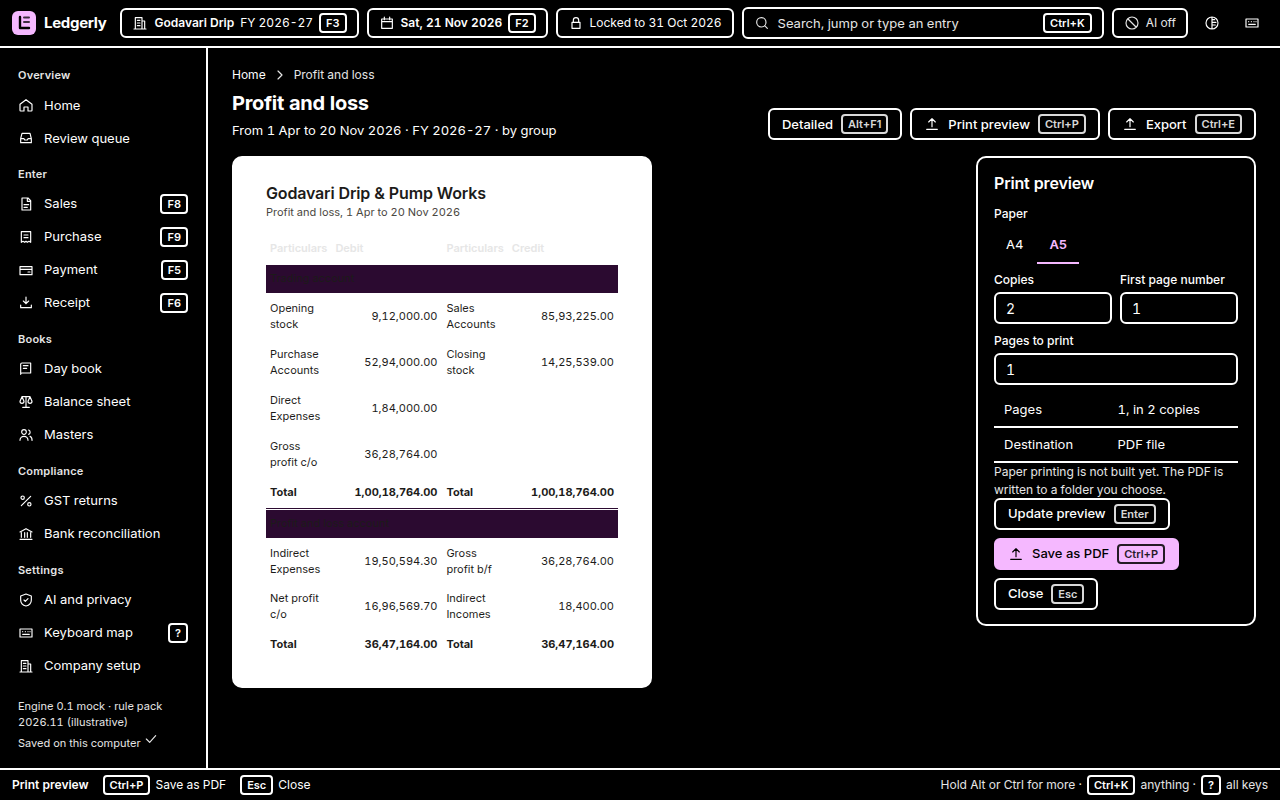 Ledgerly
Godavari Drip FY 2026-27 F3
Sat, 21 Nov 2026 F2
Locked to 31 Oct 2026
Search, jump or type an entry Ctrl+K
AI off
Overview
Home
Review queue
Enter
Sales F8
Purchase F9
Payment F5
Receipt F6
Books
Day book
Balance sheet
Masters
Compliance
GST returns
Bank reconciliation
Settings
AI and privacy
Keyboard map ?
Company setup
Engine 0.1 mock · rule pack
2026.11 (illustrative)
Saved on this computer
Home > Profit and loss
Profit and loss
From 1 Apr to 20 Nov 2026 · FY 2026-27 · by group
Detailed Alt+F1
Print preview Ctrl+P
Export Ctrl+E
Godavari Drip & Pump Works
Profit and loss, 1 Apr to 20 Nov 2026
Particulars Debit Particulars Credit
Opening stock 9,12,000.00 Sales Accounts 85,93,225.00
Purchase Accounts 52,94,000.00 Closing stock 14,25,539.00
Direct Expenses 1,84,000.00
Gross profit c/o 36,28,764.00
Total 1,00,18,764.00 Total 1,00,18,764.00
Indirect Expenses 19,50,594.30 Gross profit b/f 36,28,764.00
Net profit c/o 16,96,569.70 Indirect Incomes 18,400.00
Total 36,47,164.00 Total 36,47,164.00
Print preview
Paper
A4 A5
Copies First page number
2 1
Pages to print
1
Pages 1, in 2 copies
Destination PDF file
Paper printing is not built yet. The PDF is
written to a folder you choose.
Update preview Enter
Save as PDF Ctrl+P
Close Esc
Print preview Ctrl+P Save as PDF Esc Close
Hold Alt or Ctrl for more · Ctrl+K anything · ? all keys